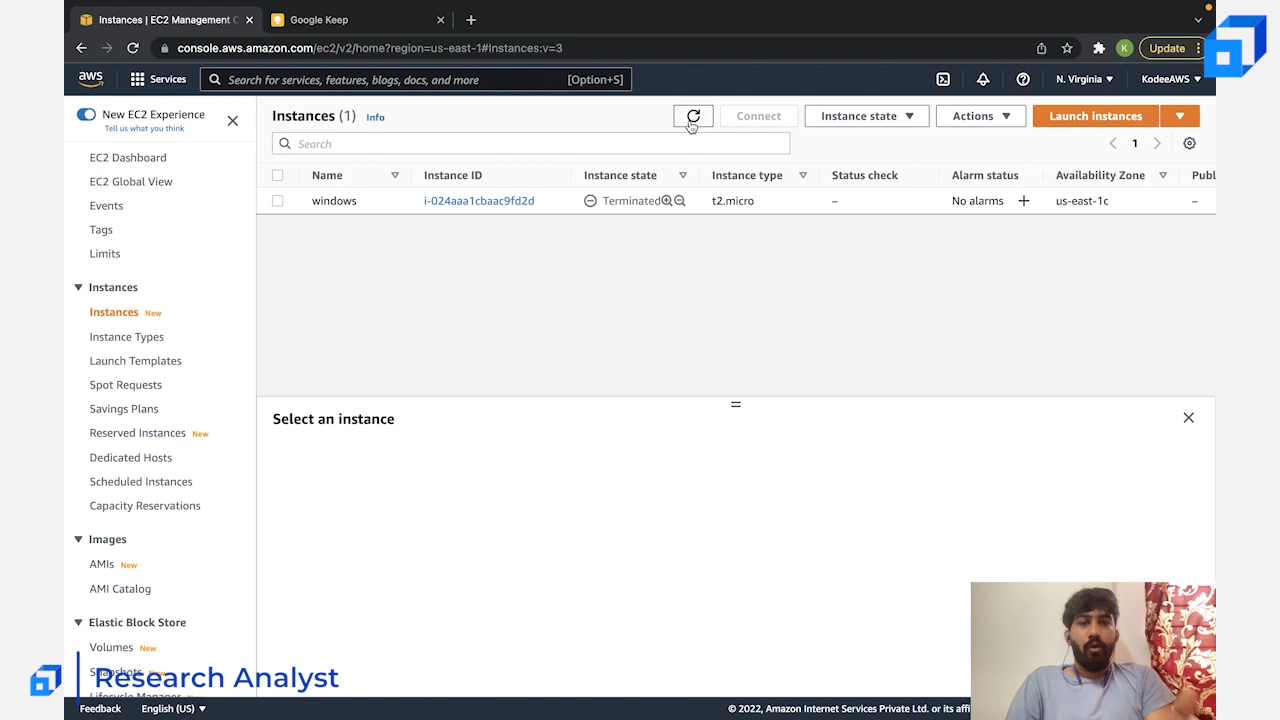 Instances | EC2 Management C
Google Keep
console.aws.amazon.com/ec2/v2/home?region=us-east-1#Instances:v=3
K
Update
aws
Services
Search for services, features, blogs, docs, and more
[Option+S]
N. Virginia
KodeeAWS
New EC2 Experience
Tell us what you think
Instances (1)
Info
Connect
Instance state
Actions
Launch instances
Search
1
Name
Instance ID
Instance state
Instance type
Status check
Alarm status
Availability Zone
Publ
windows
i-024aaa1cbaac9fd2d
Terminated
t2.micro
–
No alarms
us-east-1c
–
EC2 Dashboard
EC2 Global View
Events
Tags
Limits
Instances
Instances New
Instance Types
Launch Templates
Spot Requests
Savings Plans
Reserved Instances New
Dedicated Hosts
Scheduled Instances
Capacity Reservations
Images
AMIs New
AMI Catalog
Elastic Block Store
Volumes New
Snapshots New
Lifecycle Manager
Select an instance
Research Analyst
Feedback
English (US)
© 2022, Amazon Internet Services Private Ltd. or its affi